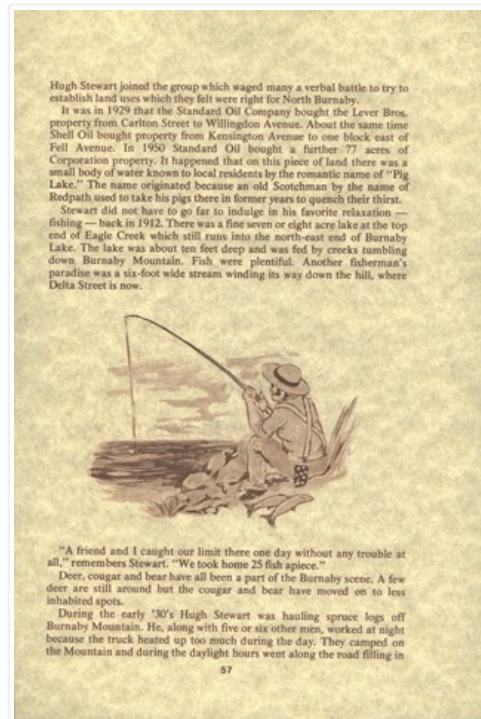 Hugh Stewart joined the group which waged many a verbal battle to try to
establish land uses which they felt were right for North Burnaby.
It was in 1929 that the Standard Oil Company bought the Lever Bros.
property from Carlton Street to Willingdon Avenue. About the same time
Shell Oil bought property from Kensington Avenue to one block east of
Fell Avenue. In 1950 Standard Oil bought a further 77 acres of
Corporation property. It happened that on this piece of land there was a
small body of water known to local residents by the romantic name of "Pig
Lake." The name originated because an old Scotchman by the name of
Redpath used to take his pigs there in former years to quench their thirst.
Stewart did not have to go far to indulge in his favorite relaxation —
fishing — back in 1912. There was a fine seven or eight acre lake at the top
end of Eagle Creek which still runs into the north-east end of Burnaby
Lake. The lake was about ten feet deep and was fed by creeks tumbling
down Burnaby Mountain. Fish were plentiful. Another fisherman's
paradise was a six-foot wide stream winding its way down the hill, where
Delta Street is now.
"A friend and I caught our limit there one day without any trouble at
all," remembers Stewart. "We took home 25 fish apiece."
Deer, cougar and bear have all been a part of the Burnaby scene. A few
deer are still around but the cougar and bear have moved on to less
inhabited spots.
During the early '30's Hugh Stewart was hauling spruce logs off
Burnaby Mountain. He, along with five or six other men, worked at night
because the truck heated up too much during the day. They camped on
the Mountain and during the daylight hours went along the road filling in
57